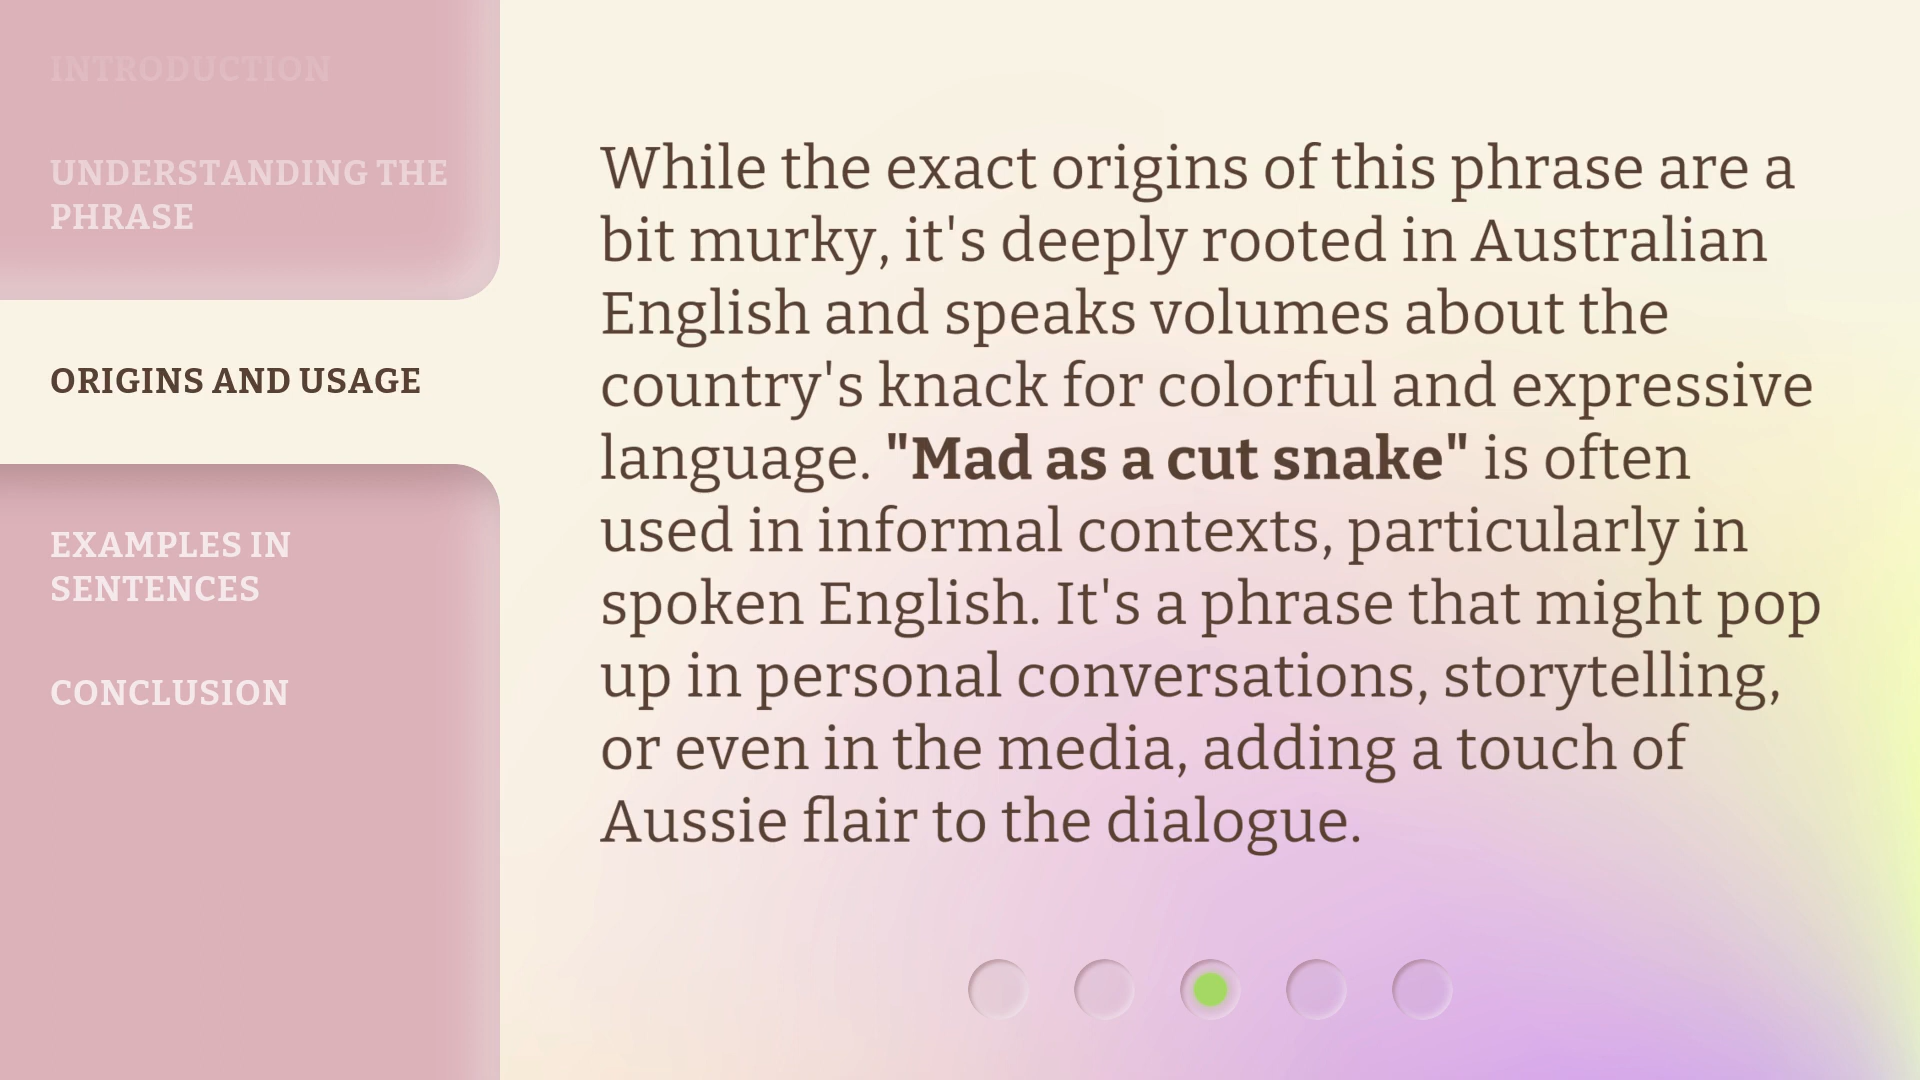 INTRODUCTION
UNDERSTANDING THE
PHRASE
ORIGINS AND USAGE
EXAMPLES IN
SENTENCES
CONCLUSION
While the exact origins of this phrase are a
bit murky, it's deeply rooted in Australian
English and speaks volumes about the
country's knack for colorful and expressive
language. "Mad as a cut snake" is often
used in informal contexts, particularly in
spoken English. It's a phrase that might pop
up in personal conversations, storytelling,
or even in the media, adding a touch of
Aussie flair to the dialogue.